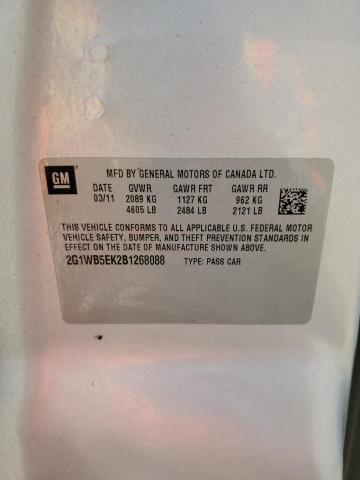 GM
MFD BY GENERAL MOTORS OF CANADA LTD.
DATE GVWR GAWR FRT GAWR RR
03/11 2089 KG 1127 KG 962 KG
4605 LB 2484 LB 2121 LB
THIS VEHICLE CONFORMS TO ALL APPLICABLE U.S. FEDERAL MOTOR
VEHICLE SAFETY, BUMPER, AND THEFT PREVENTION STANDARDS IN
EFFECT ON THE DATE OF MANUFACTURE SHOWN ABOVE.
2G1WB5EK2B1268088 TYPE: PASS CAR